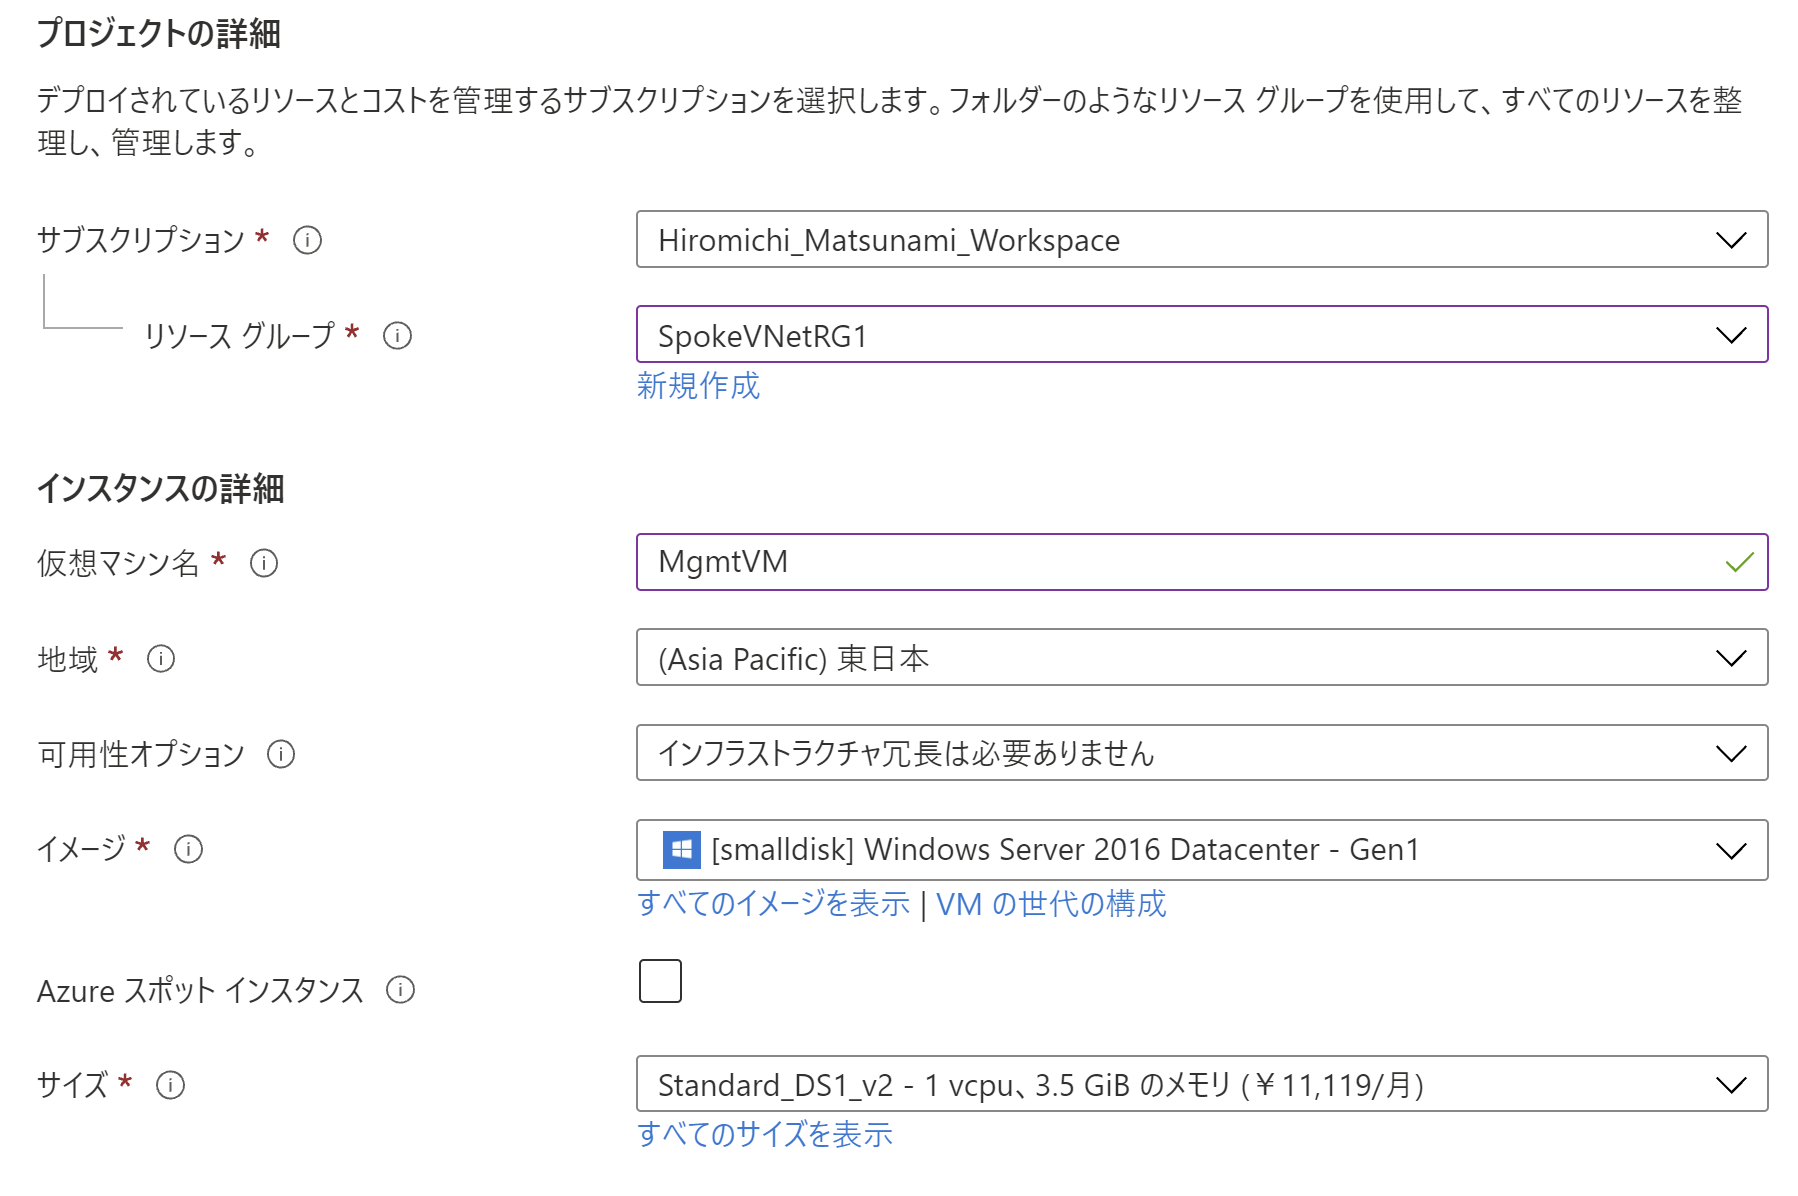 プロジェクトの詳細
デプロイされているリソースとコストを管理するサブスクリプションを選択します。フォルダーのようなリソース グループを使用して、すべてのリソースを整
理し、管理します。
サブスクリプション *
Hiromichi_Matsunami_Workspace
リソース グループ *
SpokeVNetRG1
新規作成
インスタンスの詳細
仮想マシン名 *
MgmtVM
地域 *
(Asia Pacific) 東日本
可用性オプション
インフラストラクチャ冗長は必要ありません
イメージ *
[smalldisk] Windows Server 2016 Datacenter - Gen1
すべてのイメージを表示 | VM の世代の構成
Azure スポット インスタンス
サイズ *
Standard_DS1_v2 - 1 vcpu、3.5 GiB のメモリ (￥11,119/月)
すべてのサイズを表示